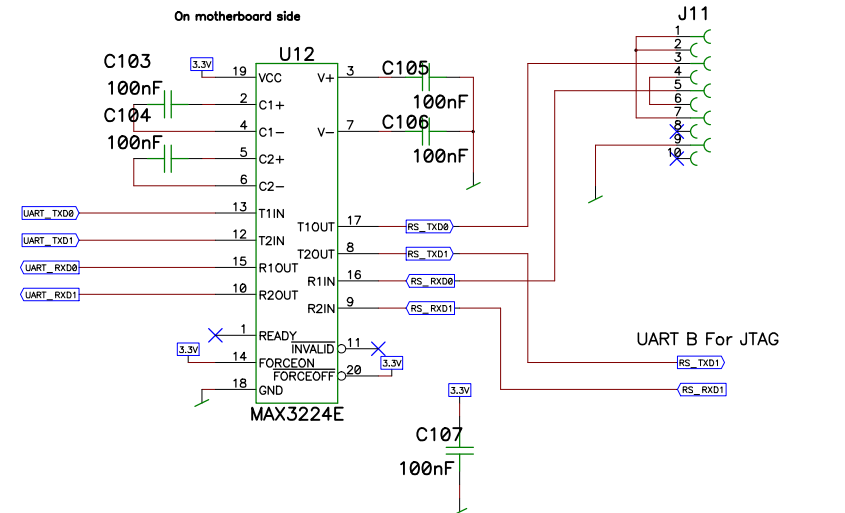 On motherboard side
J11
U12
C103
100nF
C104
100nF
3.3V
19 VCC
2 C1+
4 C1-
5 C2+
6 C2-
V+ 3
V- 7
C105
100nF
C106
100nF
1
2
3
4
5
6
7
8
9
10
UART_TXD0 13 T1IN
UART_TXD1 12 T2IN
UART_RXD0 15 R1OUT
UART_RXD1 10 R2OUT
T1OUT 17 RS_TXD0
T2OUT 8 RS_TXD1
R1IN 16 RS_RXD0
R2IN 9 RS_RXD1
1 READY
INVALID 11
3.3V 14 FORCEON
FORCEOFF 20 3.3V
18 GND
MAX3224E
UART B For JTAG
RS_TXD1
RS_RXD1
3.3V
C107
100nF